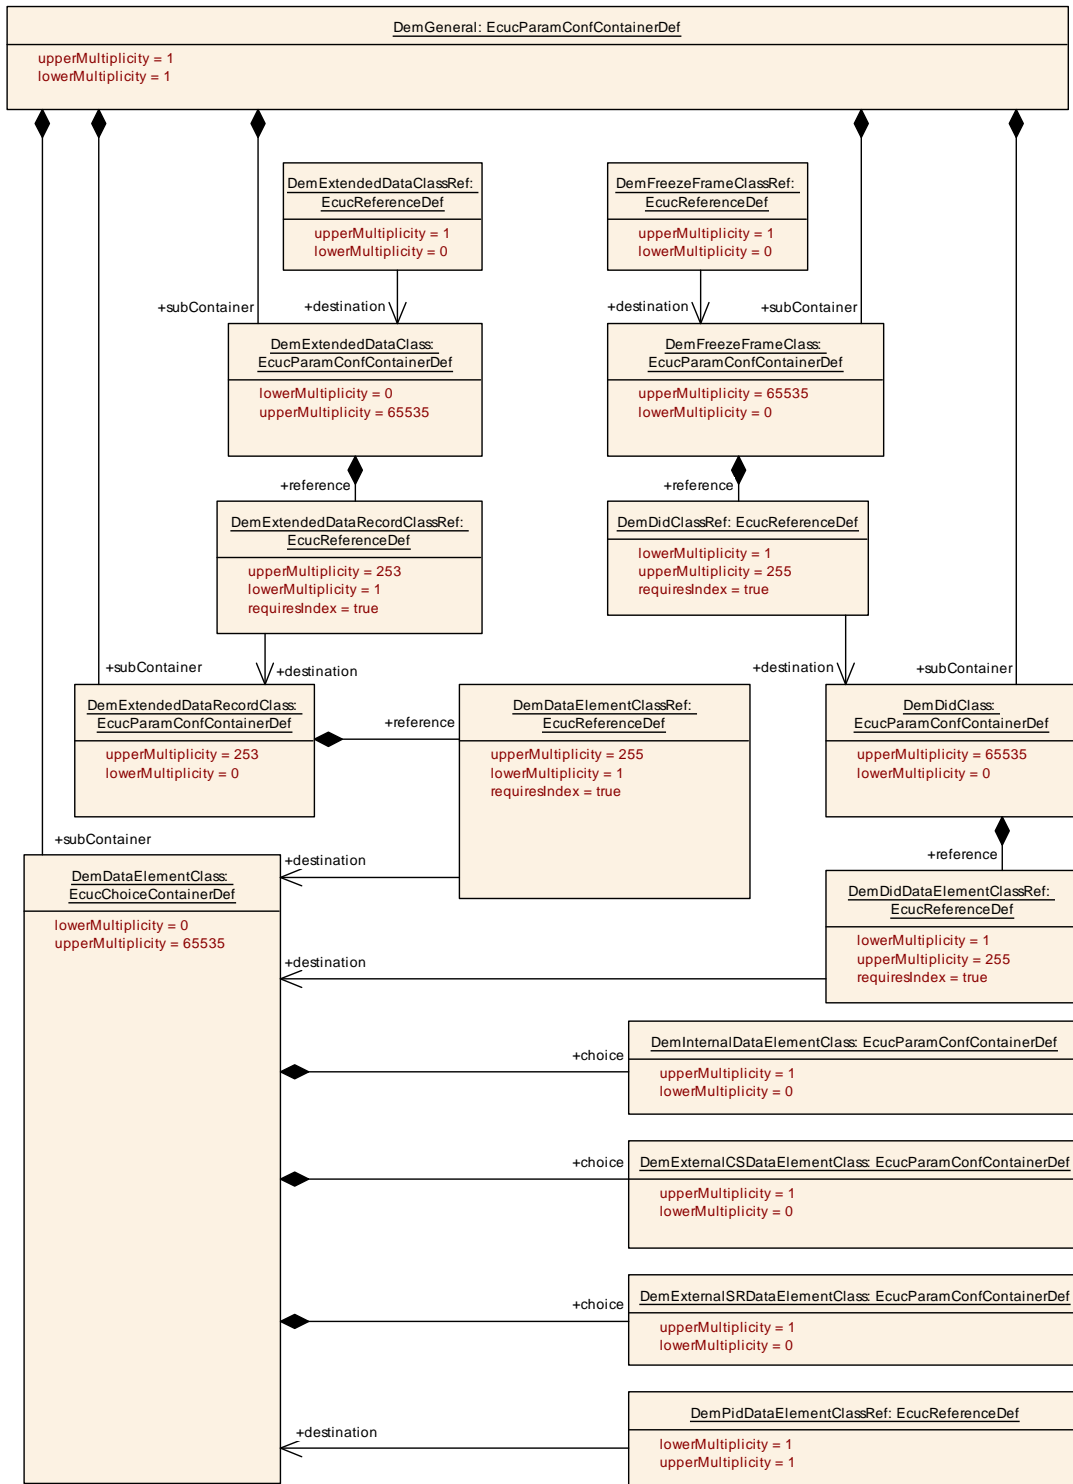 DemGeneral: EcucParamConfContainerDef
upperMultiplicity = 1
lowerMultiplicity = 1
DemExtendedDataClassRef:
EcucReferenceDef
upperMultiplicity = 1
lowerMultiplicity = 0
DemFreezeFrameClassRef:
EcucReferenceDef
upperMultiplicity = 1
lowerMultiplicity = 0
+subContainer
+destination
+destination
+subContainer
DemExtendedDataClass:
EcucParamConfContainerDef
lowerMultiplicity = 0
upperMultiplicity = 65535
DemFreezeFrameClass:
EcucParamConfContainerDef
upperMultiplicity = 65535
lowerMultiplicity = 0
+reference
+reference
DemExtendedDataRecordClassRef:
EcucReferenceDef
upperMultiplicity = 253
lowerMultiplicity = 1
requiresIndex = true
DemDidClassRef: EcucReferenceDef
lowerMultiplicity = 1
upperMultiplicity = 255
requiresIndex = true
+subContainer
+destination
+destination
+subContainer
DemExtendedDataRecordClass:
EcucParamConfContainerDef
upperMultiplicity = 253
lowerMultiplicity = 0
+reference
DemDataElementClassRef:
EcucReferenceDef
upperMultiplicity = 255
lowerMultiplicity = 1
requiresIndex = true
DemDidClass:
EcucParamConfContainerDef
upperMultiplicity = 65535
lowerMultiplicity = 0
+subContainer
+destination
+reference
DemDataElementClass:
EcucChoiceContainerDef
lowerMultiplicity = 0
upperMultiplicity = 65535
DemDidDataElementClassRef:
EcucReferenceDef
lowerMultiplicity = 1
upperMultiplicity = 255
requiresIndex = true
+destination
+choice
DemInternalDataElementClass: EcucParamConfContainerDef
upperMultiplicity = 1
lowerMultiplicity = 0
+choice
DemExternalCSDataElementClass: EcucParamConfContainerDef
upperMultiplicity = 1
lowerMultiplicity = 0
+choice
DemExternalSRDataElementClass: EcucParamConfContainerDef
upperMultiplicity = 1
lowerMultiplicity = 0
+destination
DemPidDataElementClassRef: EcucReferenceDef
lowerMultiplicity = 1
upperMultiplicity = 1